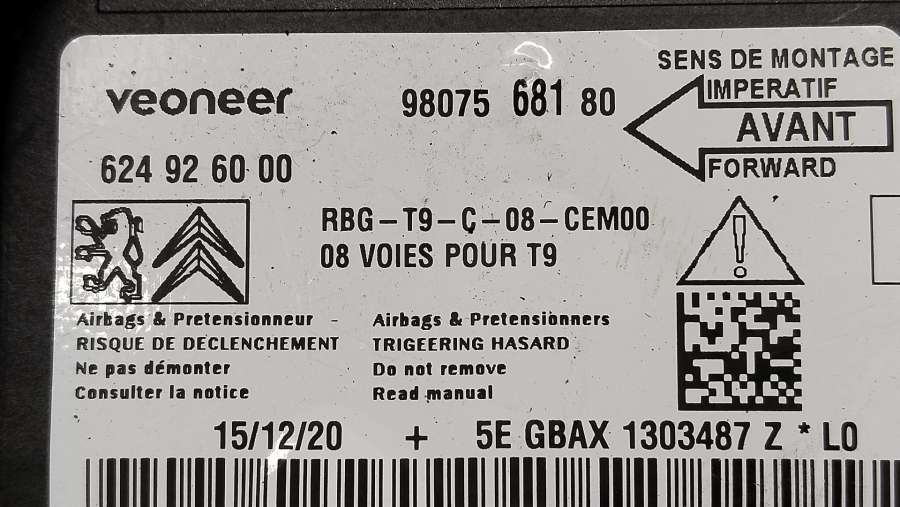 veoneer
98075 681 80
SENS DE MONTAGE
IMPERATIF
AVANT
FORWARD
624 92 60 00
RBG-T9-C-08-CEM00
08 VOIES POUR T9
Airbags & Pretensionneur -
RISQUE DE DECLENCHEMENT
Ne pas démonter
Consulter la notice
Airbags & Pretensionners
TRIGEERING HASARD
Do not remove
Read manual
15/12/20 + 5E GBAX 1303487 Z * L0